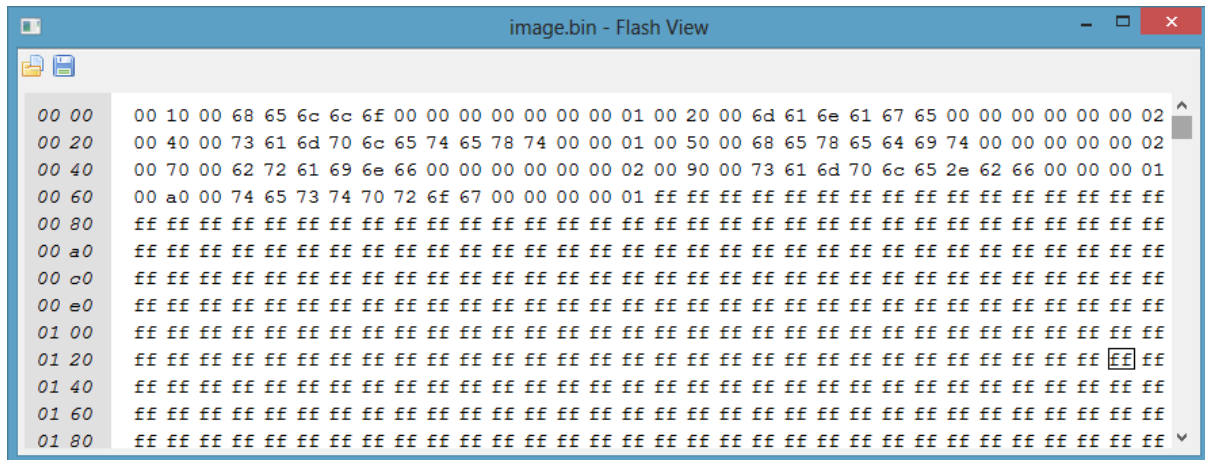 image.bin - Flash View
00 00 00 10 00 68 65 6c 6c 6f 00 00 00 00 00 00 00 01 00 20 00 6d 61 6e 61 67 65 00 00 00 00 00 00 02
00 20 00 40 00 73 61 6d 70 6c 65 74 65 78 74 00 00 01 00 50 00 68 65 78 65 64 69 74 00 00 00 00 00 02
00 40 00 70 00 62 72 61 69 6e 66 00 00 00 00 00 00 02 00 90 00 73 61 6d 70 6c 65 2e 62 66 00 00 00 01
00 60 00 a0 00 74 65 73 74 70 72 6f 67 00 00 00 00 01 ff ff ff ff ff ff ff ff ff ff ff ff ff ff ff ff
00 80 ff ff ff ff ff ff ff ff ff ff ff ff ff ff ff ff ff ff ff ff ff ff ff ff ff ff ff ff ff ff ff ff
00 a0 ff ff ff ff ff ff ff ff ff ff ff ff ff ff ff ff ff ff ff ff ff ff ff ff ff ff ff ff ff ff ff ff
00 c0 ff ff ff ff ff ff ff ff ff ff ff ff ff ff ff ff ff ff ff ff ff ff ff ff ff ff ff ff ff ff ff ff
00 e0 ff ff ff ff ff ff ff ff ff ff ff ff ff ff ff ff ff ff ff ff ff ff ff ff ff ff ff ff ff ff ff ff
01 00 ff ff ff ff ff ff ff ff ff ff ff ff ff ff ff ff ff ff ff ff ff ff ff ff ff ff ff ff ff ff ff ff
01 20 ff ff ff ff ff ff ff ff ff ff ff ff ff ff ff ff ff ff ff ff ff ff ff ff ff ff ff ff ff ff ff ff
01 40 ff ff ff ff ff ff ff ff ff ff ff ff ff ff ff ff ff ff ff ff ff ff ff ff ff ff ff ff ff ff ff ff
01 60 ff ff ff ff ff ff ff ff ff ff ff ff ff ff ff ff ff ff ff ff ff ff ff ff ff ff ff ff ff ff ff ff
01 80 ff ff ff ff ff ff ff ff ff ff ff ff ff ff ff ff ff ff ff ff ff ff ff ff ff ff ff ff ff ff ff ff